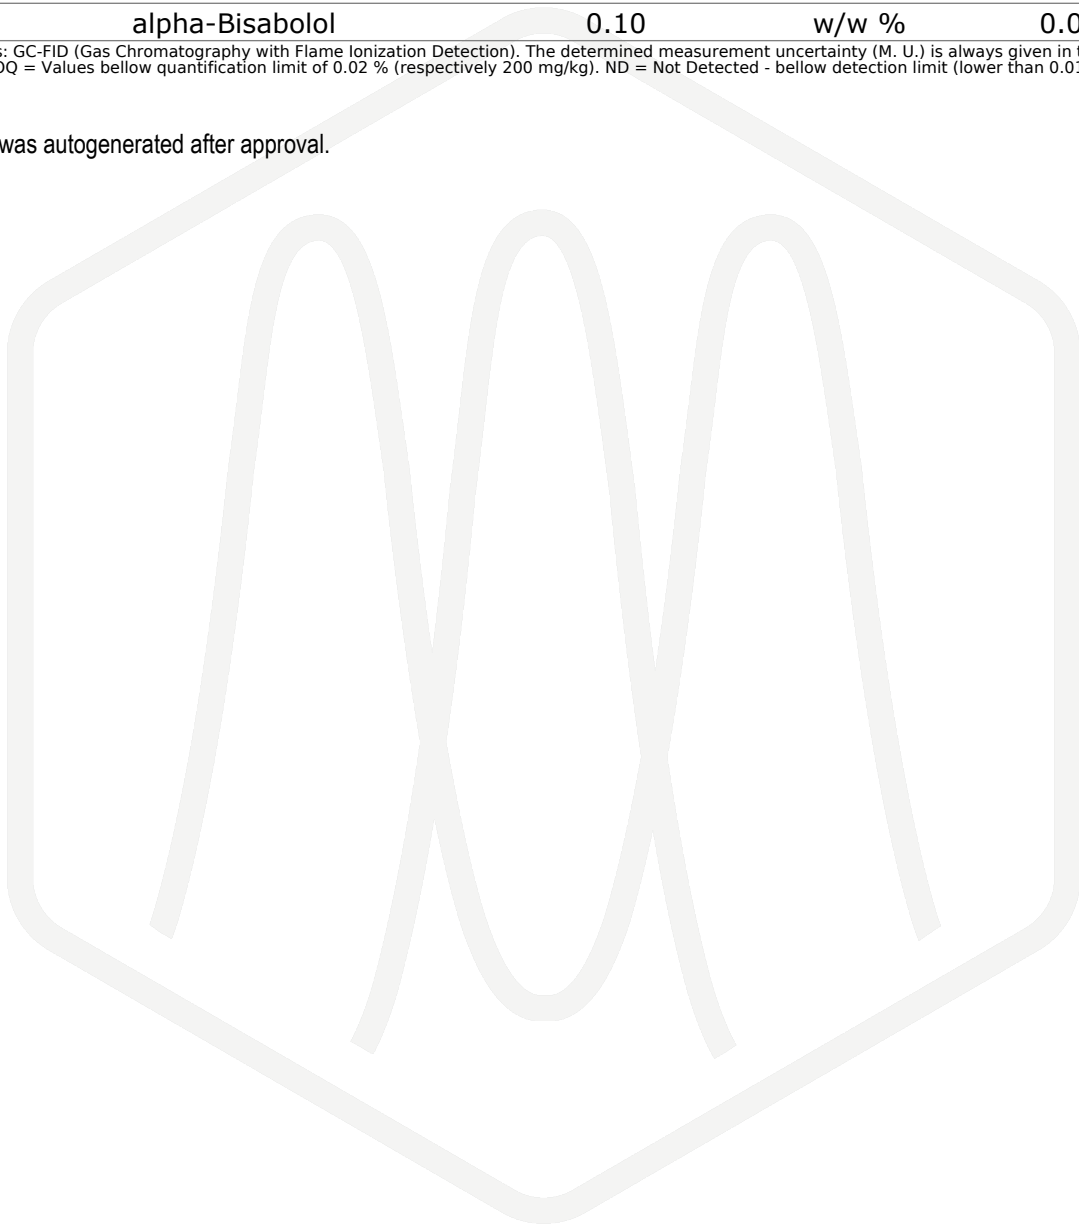 alpha-Bisabolol 0.10 w/w % 0.0
s: GC-FID (Gas Chromatography with Flame Ionization Detection). The determined measurement uncertainty (M. U.) is always given in
OQ = Values bellow quantification limit of 0.02 % (respectively 200 mg/kg). ND = Not Detected - bellow detection limit (lower than 0.01
was autogenerated after approval.